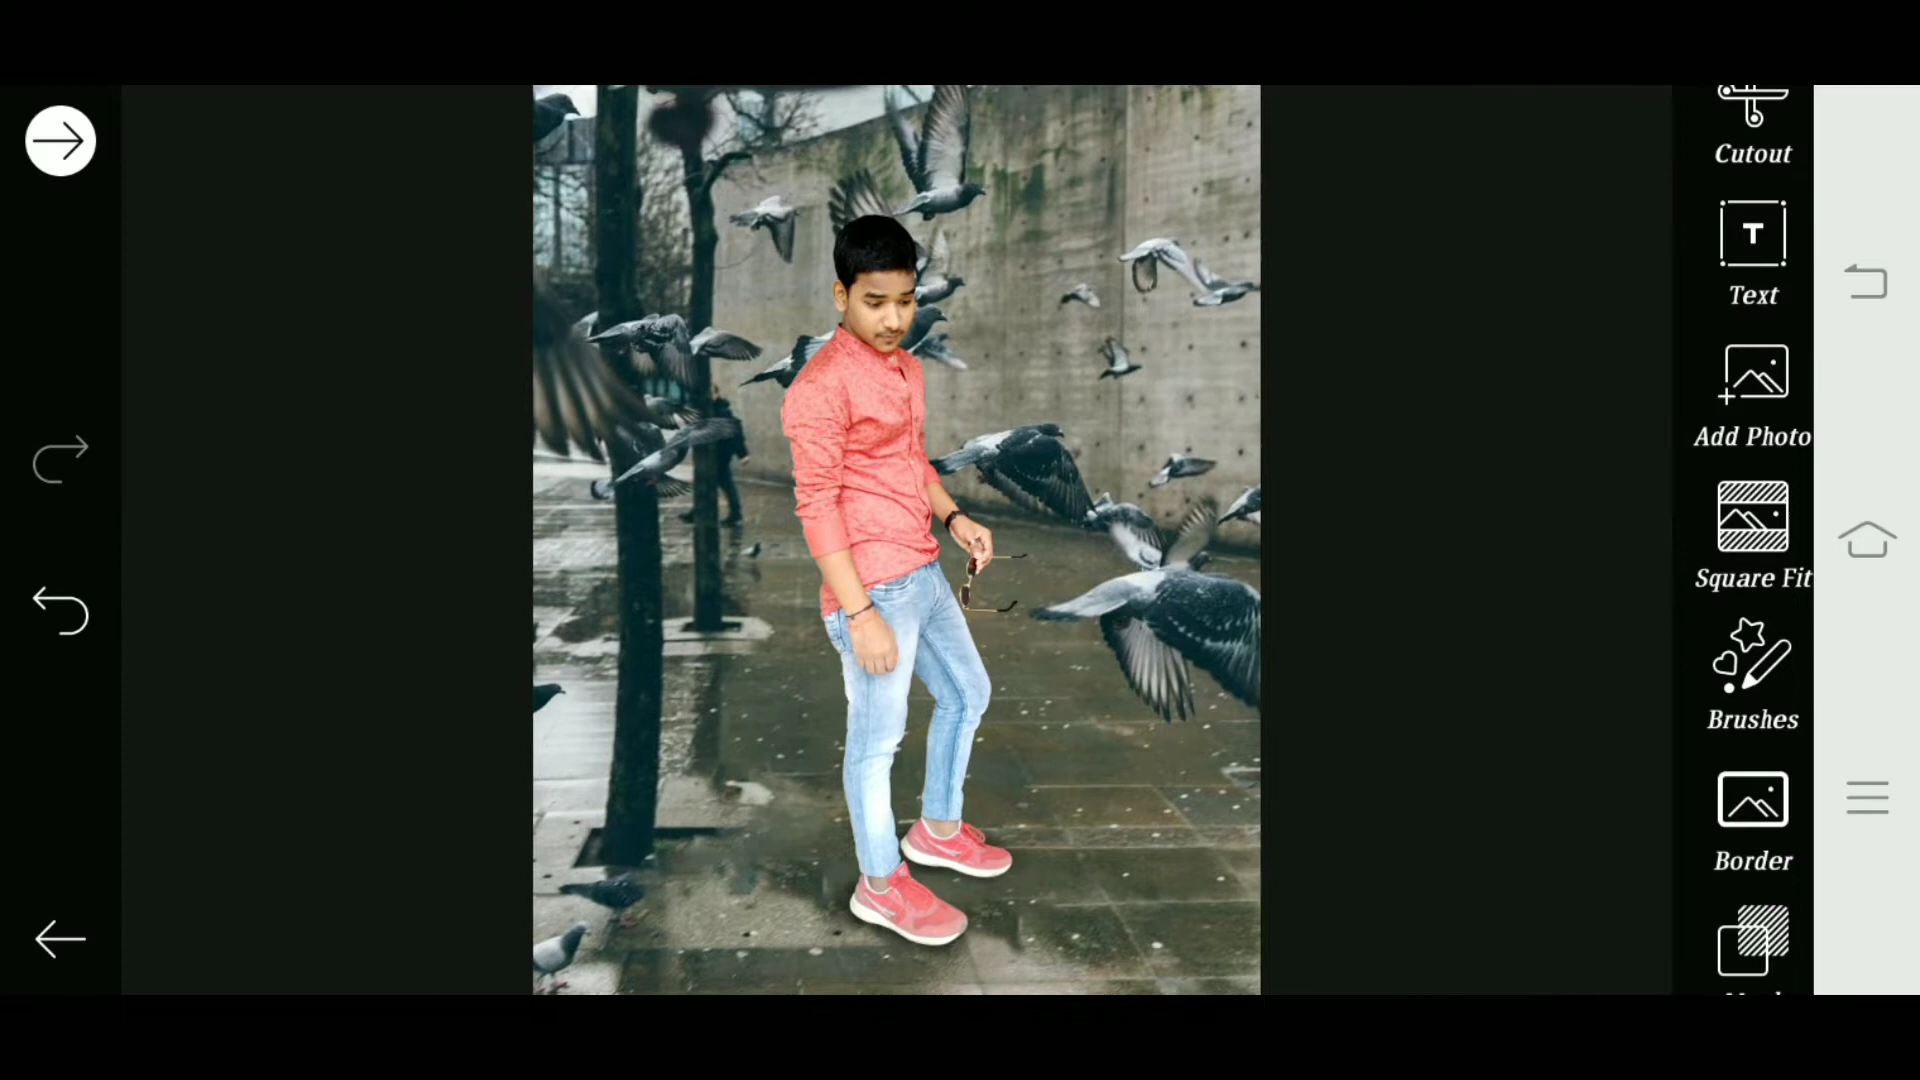 Cutout
T
Text
Add Photo
Square Fit
Brushes
Border